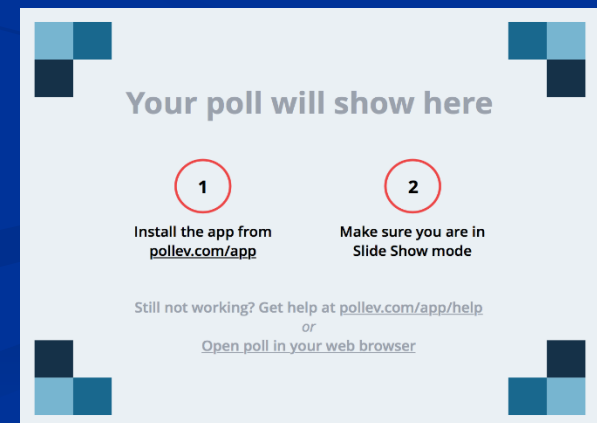 Your poll will show here
1
2
Install the app from
pollev.com/app
Make sure you are in
Slide Show mode
Still not working? Get help at pollev.com/app/help
or
Open poll in your web browser